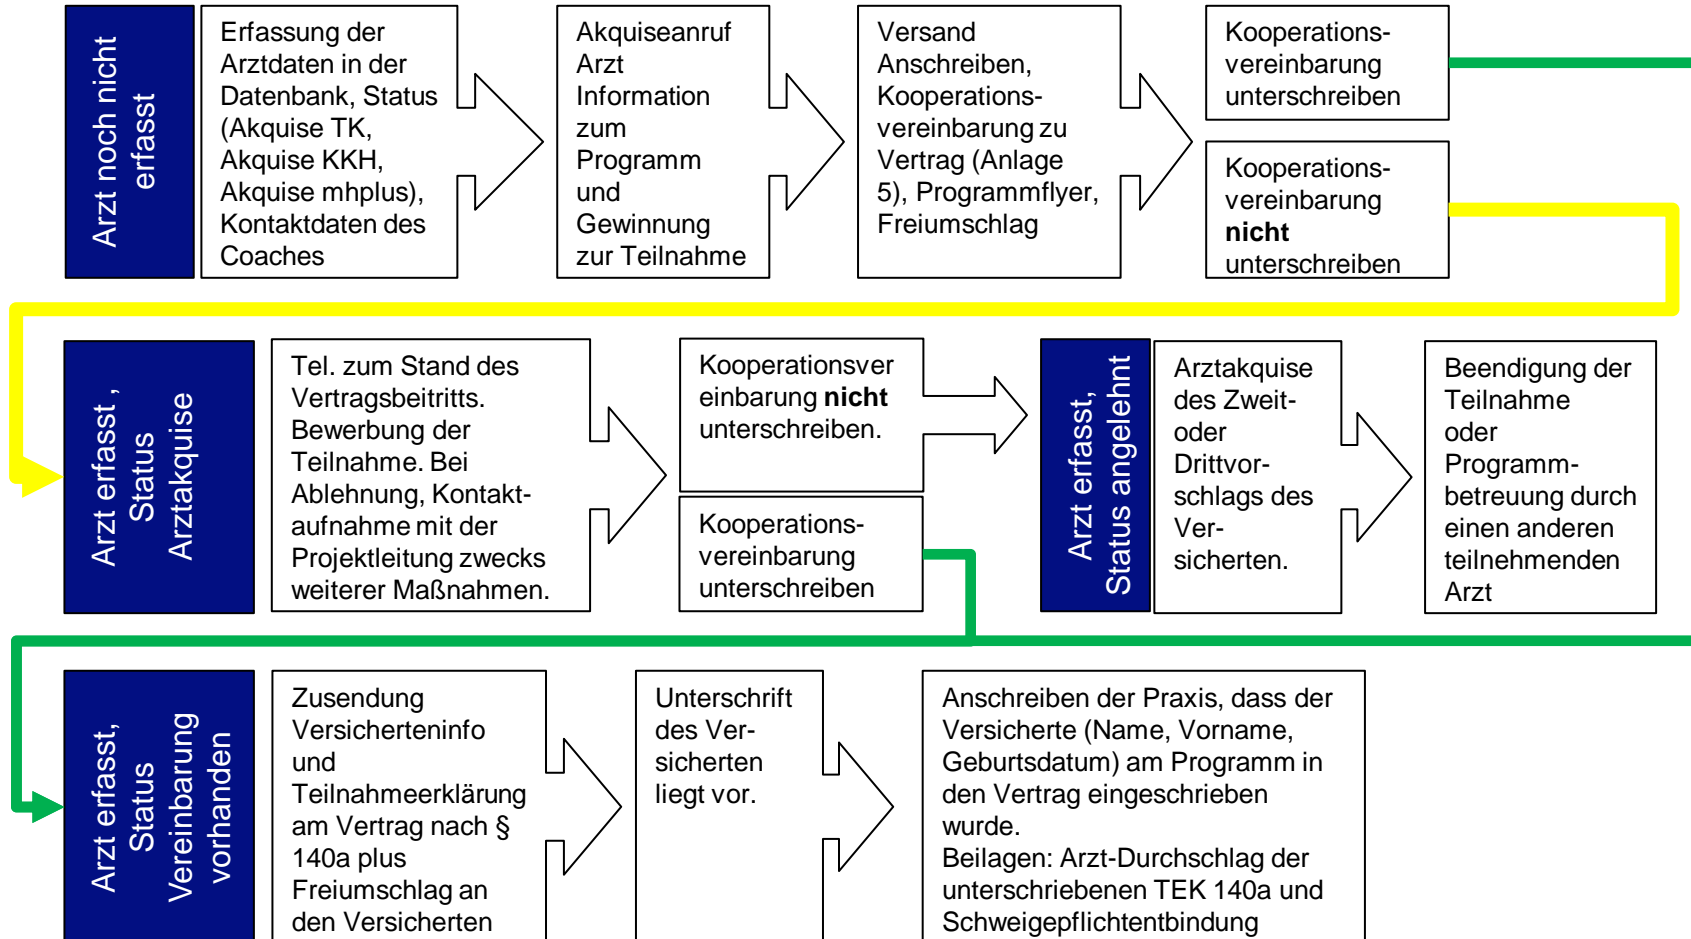 Arzt noch nicht
erfasst
Erfassung der
Arztdaten in der
Datenbank, Status
(Akquise TK,
Akquise KKH,
Akquise mhplus),
Kontaktdaten des
Coaches
Akquiseanruf
Arzt
Information
zum
Programm
und
Gewinnung
zur Teilnahme
Versand
Anschreiben,
Kooperations-
vereinbarung zu
Vertrag (Anlage
5), Programmflyer,
Freiumschlag
Kooperations-
vereinbarung
unterschreiben
Kooperations-
vereinbarung
nicht
unterschreiben
Arzt erfasst ,
Status
Arztakquise
Tel. zum Stand des
Vertragsbeitritts.
Bewerbung der
Teilnahme. Bei
Ablehnung, Kontakt-
aufnahme mit der
Projektleitung zwecks
weiterer Maßnahmen.
Kooperationsver
einbarung nicht
unterschreiben.
Kooperations-
vereinbarung
unterschreiben
Arzt erfasst,
Status angelehnt
Arztakquise
des Zweit-
oder
Drittvor-
schlags des
Ver-
sicherten.
Beendigung der
Teilnahme
oder
Programm-
betreuung durch
einen anderen
teilnehmenden
Arzt
Arzt erfasst,
Status
Vereinbarung
vorhanden
Zusendung
Versicherteninfo
und
Teilnahmeerklärung
am Vertrag nach §
140a plus
Freiumschlag an
den Versicherten
Unterschrift
des Ver-
sicherten
liegt vor.
Anschreiben der Praxis, dass der
Versicherte (Name, Vorname,
Geburtsdatum) am Programm in
den Vertrag eingeschrieben
wurde.
Beilagen: Arzt-Durchschlag der
unterschriebenen TEK 140a und
Schweigepflichtentbindung